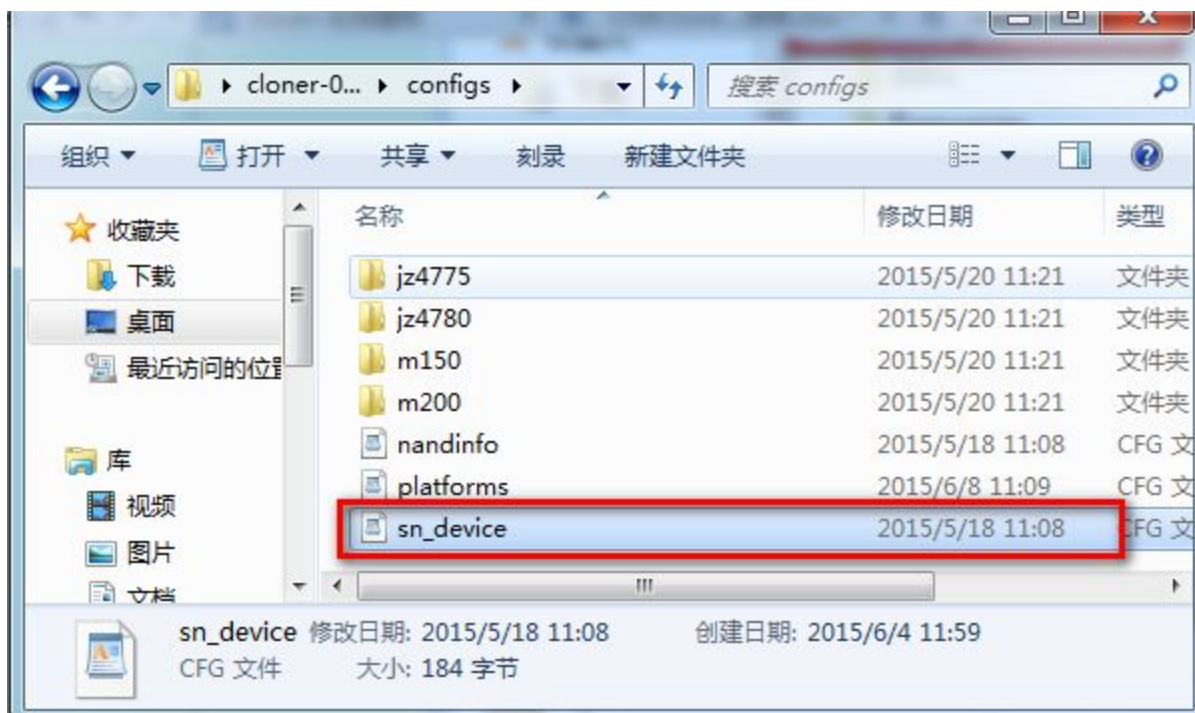 cloner-0... configs 搜索 configs
组织 打开 共享 刻录 新建文件夹
名称 修改日期 类型
收藏夹
下载
桌面
最近访问的位置
库
视频
图片
文档
jz4775 2015/5/20 11:21 文件夹
jz4780 2015/5/20 11:21 文件夹
m150 2015/5/20 11:21 文件夹
m200 2015/5/20 11:21 文件夹
nandinfo 2015/5/18 11:08 CFG 文
platforms 2015/6/8 11:09 CFG 文
sn_device 2015/5/18 11:08 CFG 文
sn_device 修改日期: 2015/5/18 11:08 创建日期: 2015/6/4 11:59
CFG 文件 大小: 184 字节